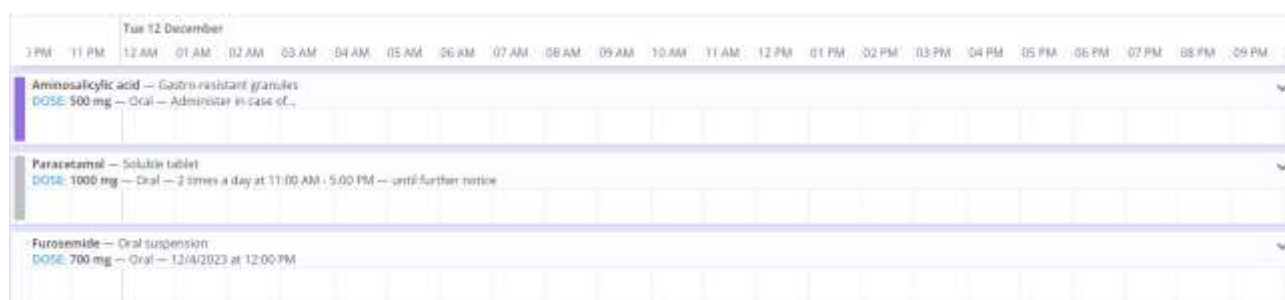 Tue 12 December
3 PM 11 PM 12 AM 01 AM 02 AM 03 AM 04 AM 05 AM 06 AM 07 AM 08 AM 09 AM 10 AM 11 AM 12 PM 01 PM 02 PM 03 PM 04 PM 05 PM 06 PM 07 PM 08 PM 09 PM
Aminosalicylic acid — Gastro-resistant granules
DOSE: 500 mg — Oral — Administer in case of...
Paracetamol — Soluble tablet
DOSE: 1000 mg — Oral — 2 times a day at 11:00 AM - 5:00 PM — until further notice
Furosemide — Oral suspension
DOSE: 700 mg — Oral — 12/4/2023 at 12:00 PM